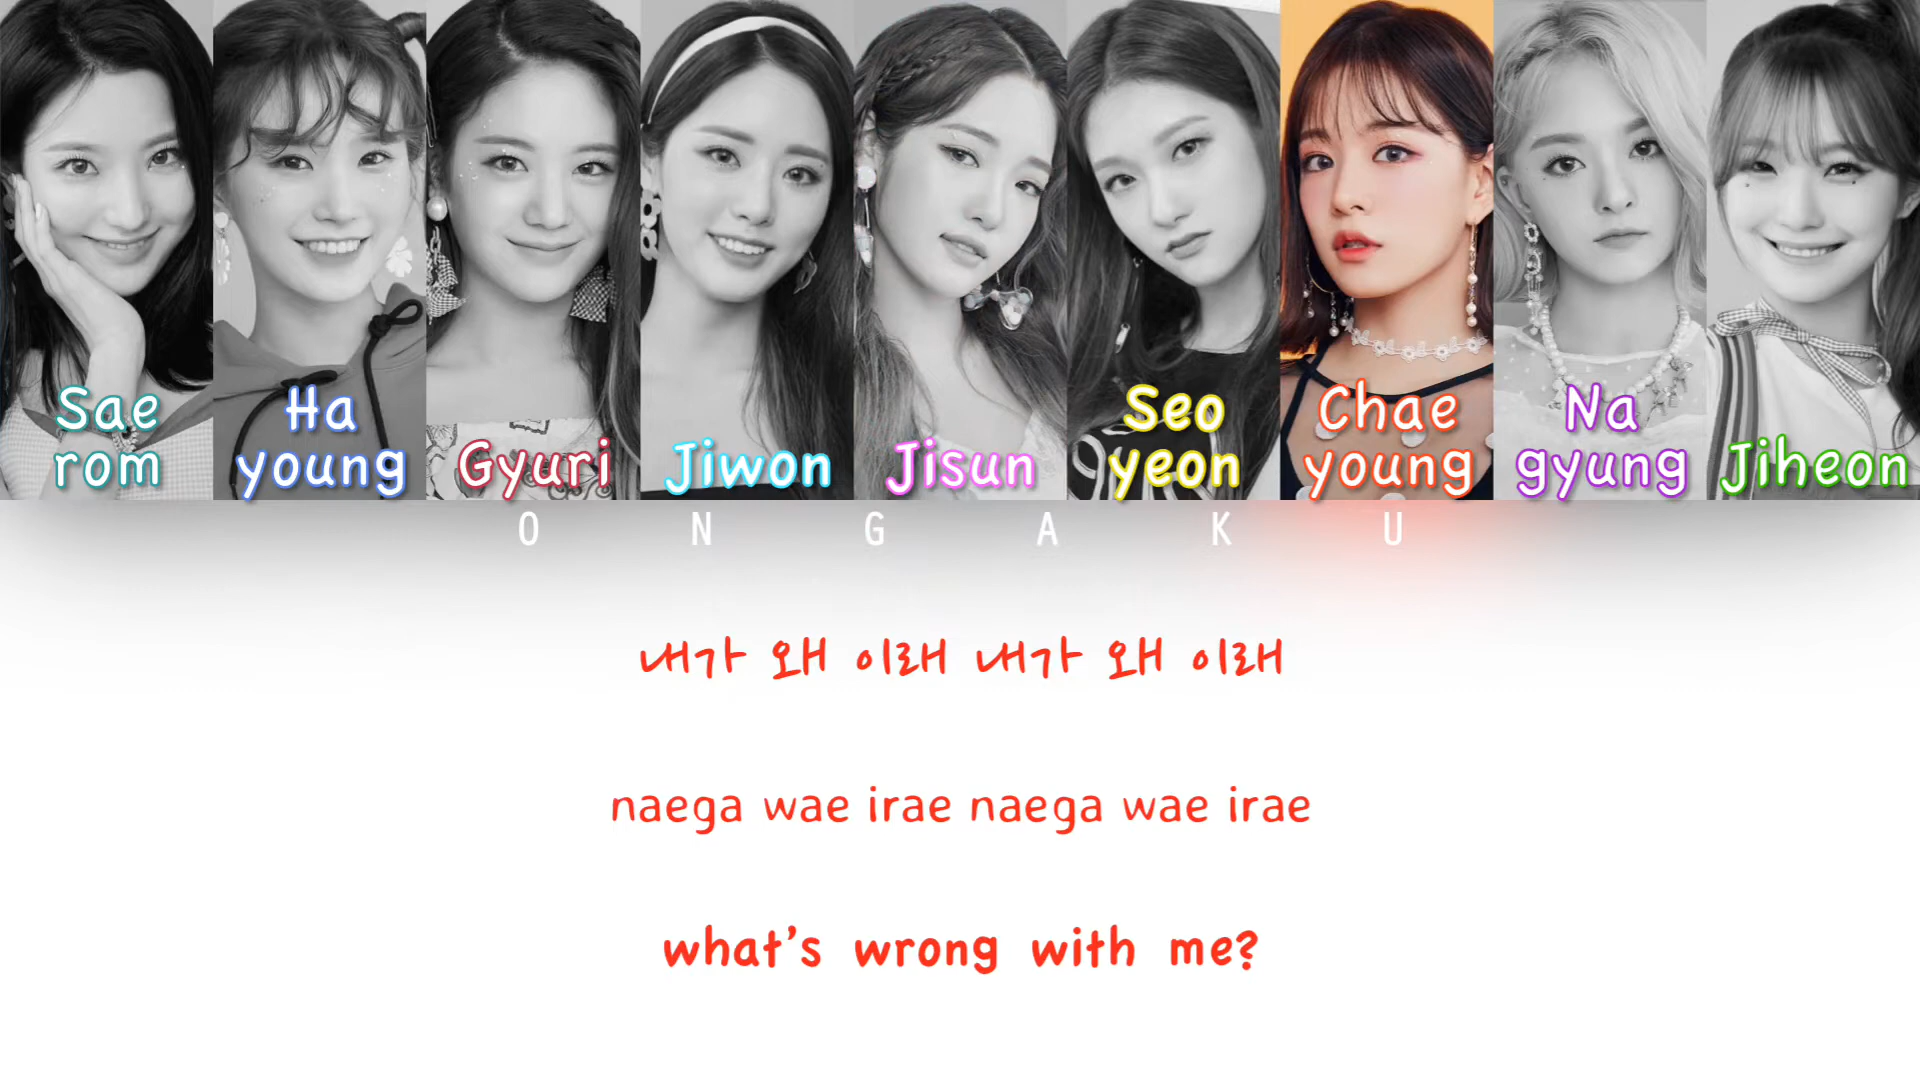 Sae
rom
Ha
young
Gyuri
Jiwon
Jisun
Seo
yeon
Chae
young
Na
gyung
Jiheon
O N G A K U
내가 왜 이래 내가 왜 이래
naega wae irae naega wae irae
what's wrong with me?